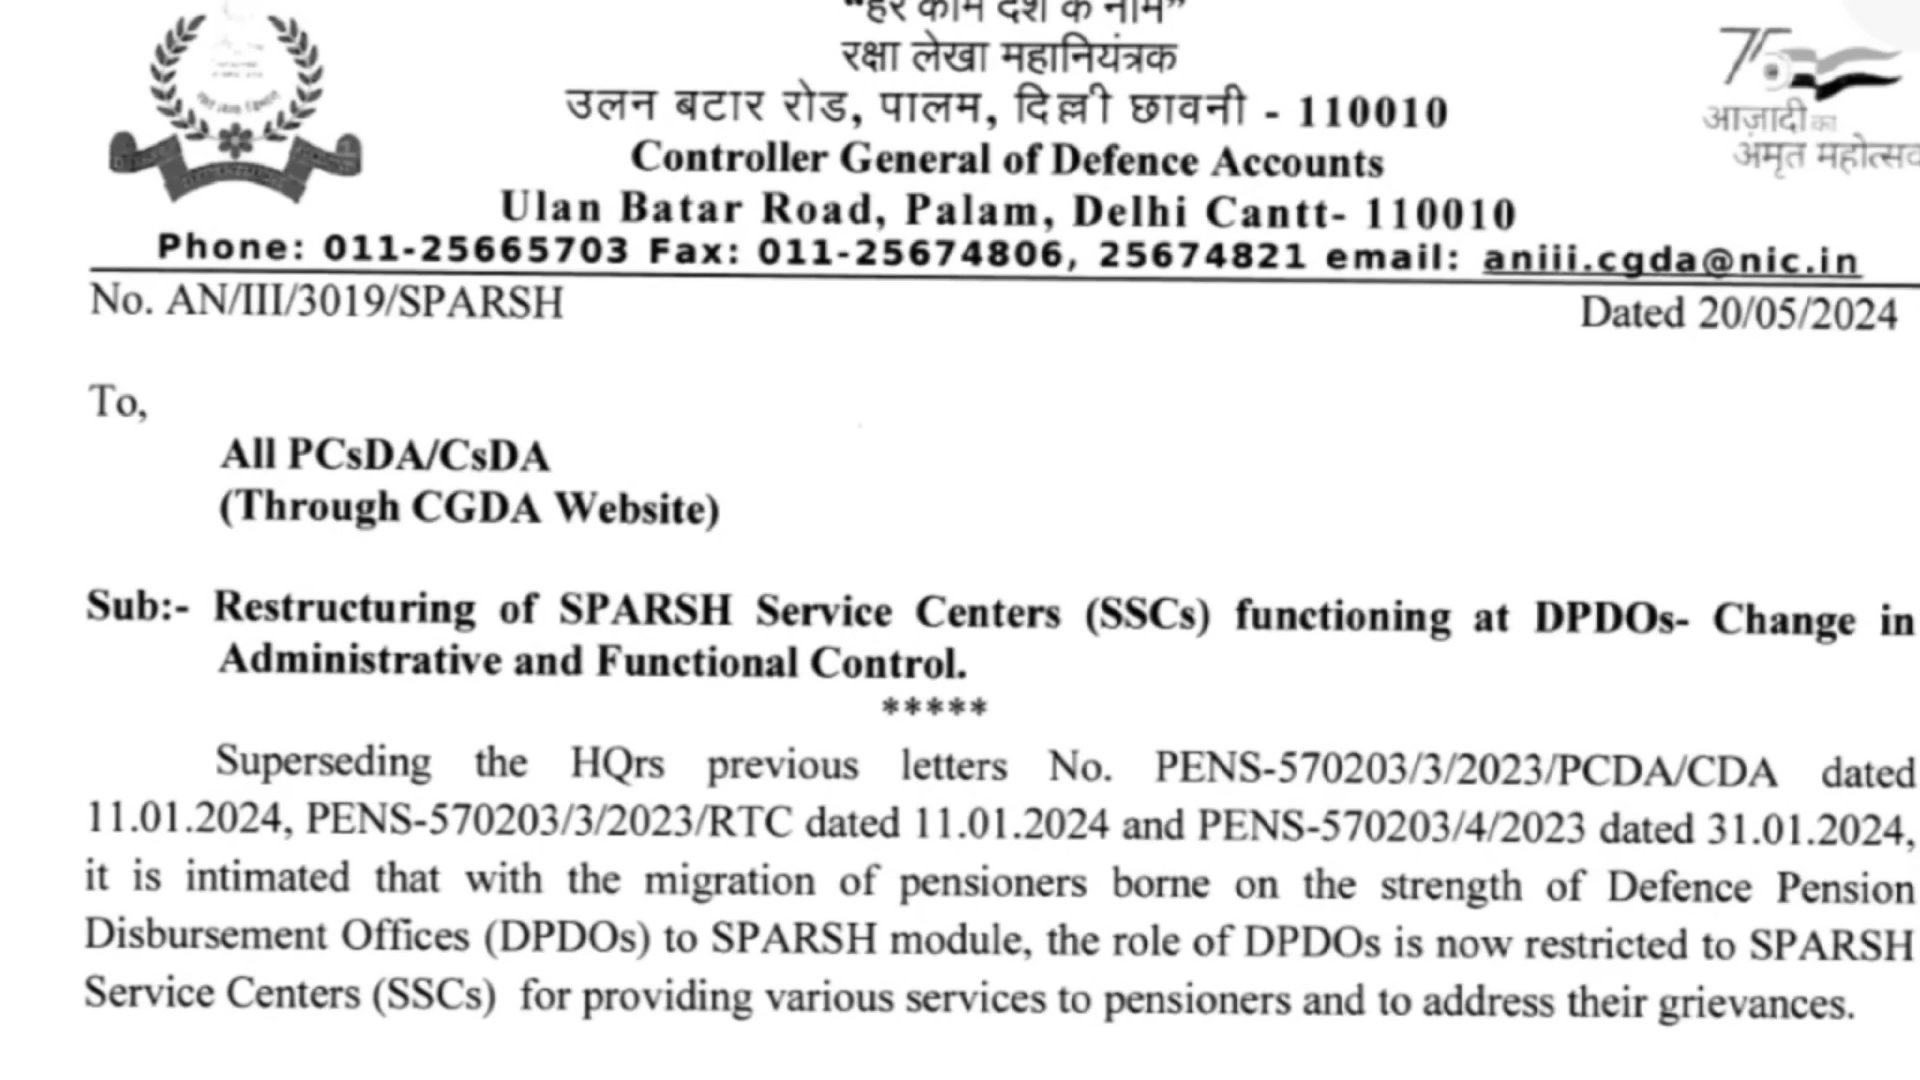 "हर काम देश के नाम"
रक्षा लेखा महानियंत्रक
उलन बटार रोड, पालम, दिल्ली छावनी - 110010
Controller General of Defence Accounts
Ulan Batar Road, Palam, Delhi Cantt- 110010
Phone: 011-25665703 Fax: 011-25674806, 25674821 email: aniii.cgda@nic.in
75
आज़ादी का
अमृत महोत्सव
No. AN/III/3019/SPARSH
Dated 20/05/2024
To,
All PCsDA/CsDA
(Through CGDA Website)
Sub:- Restructuring of SPARSH Service Centers (SSCs) functioning at DPDOs- Change in
Administrative and Functional Control.
*****
Superseding the HQrs previous letters No. PENS-570203/3/2023/PCDA/CDA dated
11.01.2024, PENS-570203/3/2023/RTC dated 11.01.2024 and PENS-570203/4/2023 dated 31.01.2024,
it is intimated that with the migration of pensioners borne on the strength of Defence Pension
Disbursement Offices (DPDOs) to SPARSH module, the role of DPDOs is now restricted to SPARSH
Service Centers (SSCs) for providing various services to pensioners and to address their grievances.